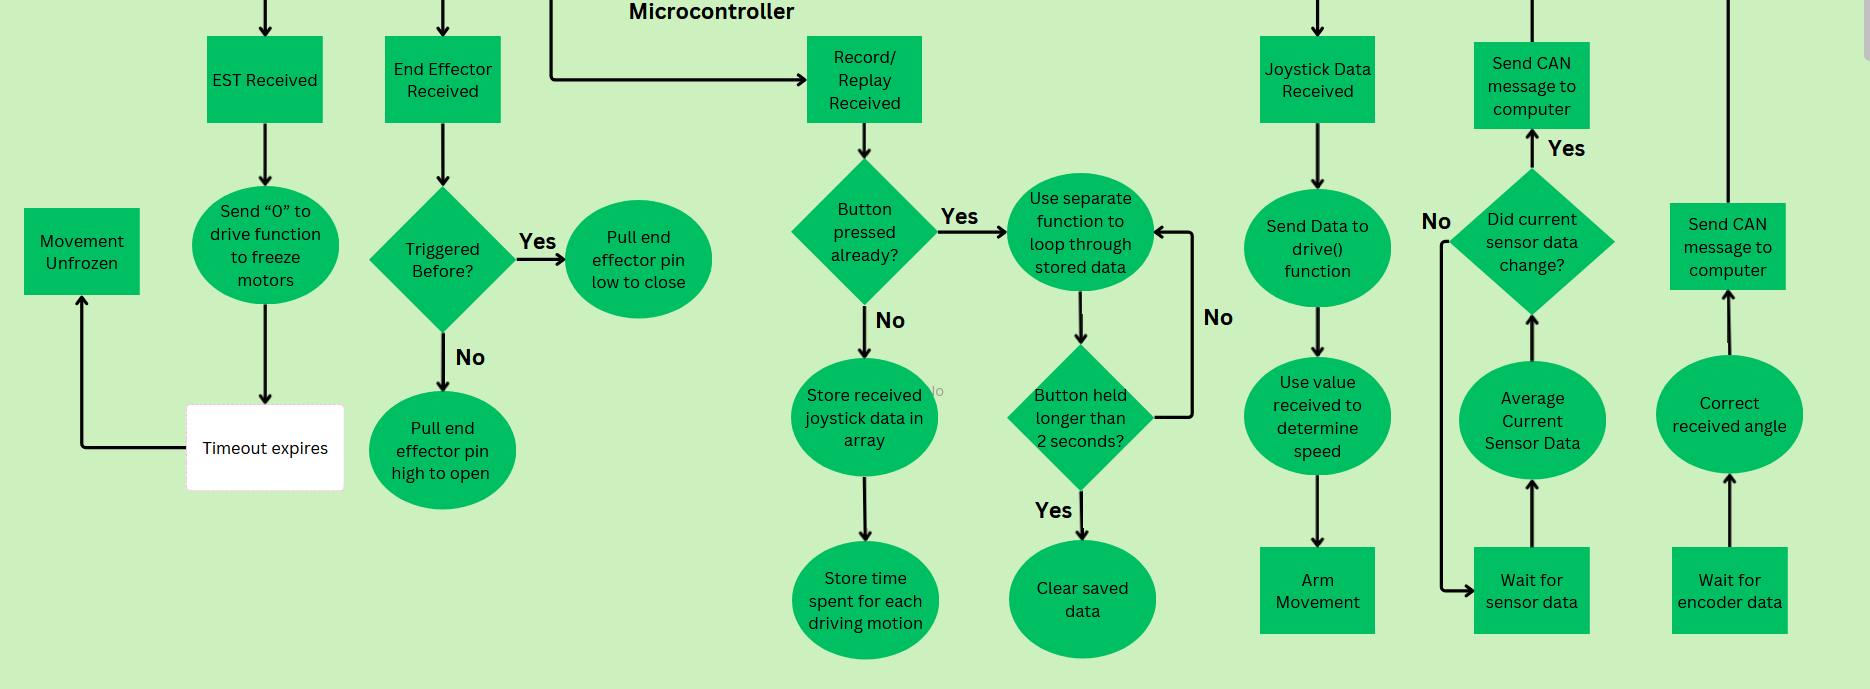 Microcontroller
EST Received
End Effector
Received
Record/
Replay
Received
Joystick Data
Received
Send CAN
message to
computer
Yes
Movement
Unfrozen
Send “0” to
drive function
to freeze
motors
Triggered
Before?
Yes
Pull end
effector pin
low to close
Button
pressed
already?
Yes
Use separate
function to
loop through
stored data
Send Data to
drive()
function
No
Did current
sensor data
change?
Send CAN
message to
computer
No
No
No
Timeout expires
Pull end
effector pin
high to open
Store received
joystick data in
array
No
Button held
longer than
2 seconds?
Use value
received to
determine
speed
Average
Current
Sensor Data
Correct
received angle
Yes
Store time
spent for each
driving motion
Clear saved
data
Arm
Movement
Wait for
sensor data
Wait for
encoder data